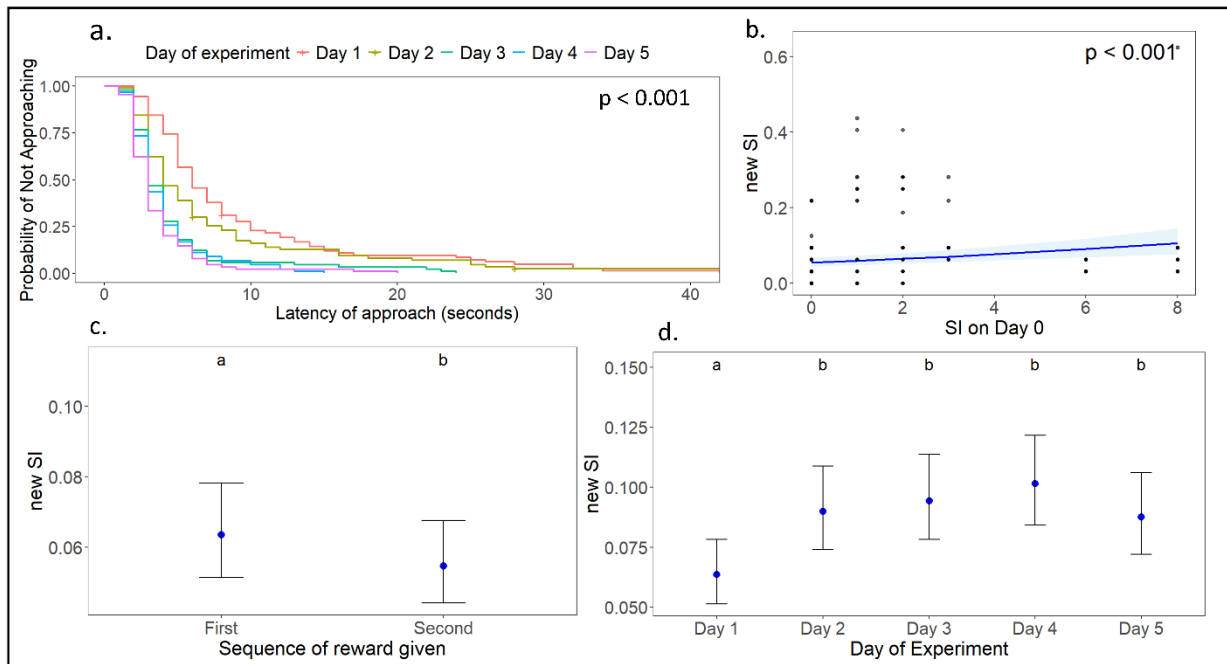 a.
Day of experiment Day 1 Day 2 Day 3 Day 4 Day 5
p < 0.001
Probability of Not Approaching
1.00
0.75
0.50
0.25
0.00
0 10 20 30 40
Latency of approach (seconds)
b.
p < 0.001
new SI
0.6
0.4
0.2
0.0
0 2 4 6 8
SI on Day 0
c.
a b
new SI
0.10
0.08
0.06
First Second
Sequence of reward given
d.
a b b b b
new SI
0.150
0.125
0.100
0.075
0.050
Day 1 Day 2 Day 3 Day 4 Day 5
Day of Experiment